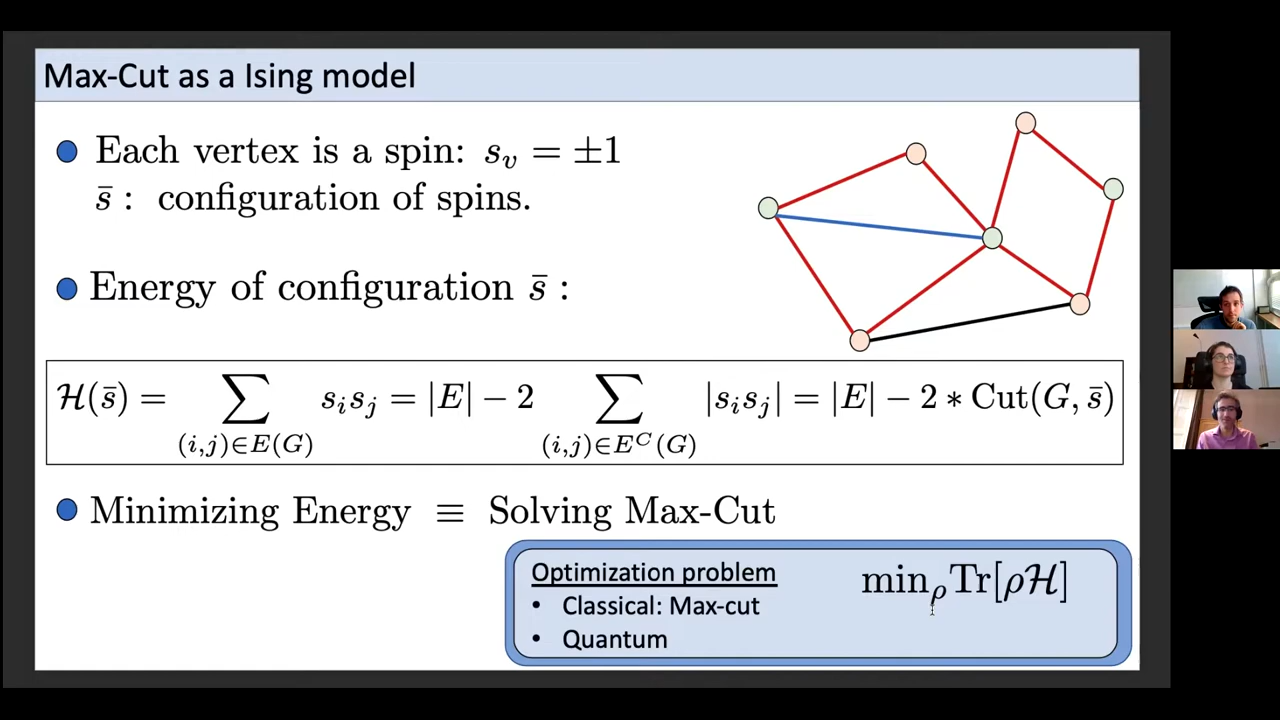 Max-Cut as a Ising model
Each vertex is a spin: s_v = ±1
s̄ : configuration of spins.
Energy of configuration s̄ :
ℋ(s̄) = ∑_{(i,j)∈E(G)} s_i s_j = |E| − 2 ∑_{(i,j)∈E^C(G)} |s_i s_j| = |E| − 2 ∗ Cut(G, s̄)
Minimizing Energy ≡ Solving Max-Cut
Optimization problem
min_ρ Tr[ρℋ]
• Classical: Max-cut
• Quantum